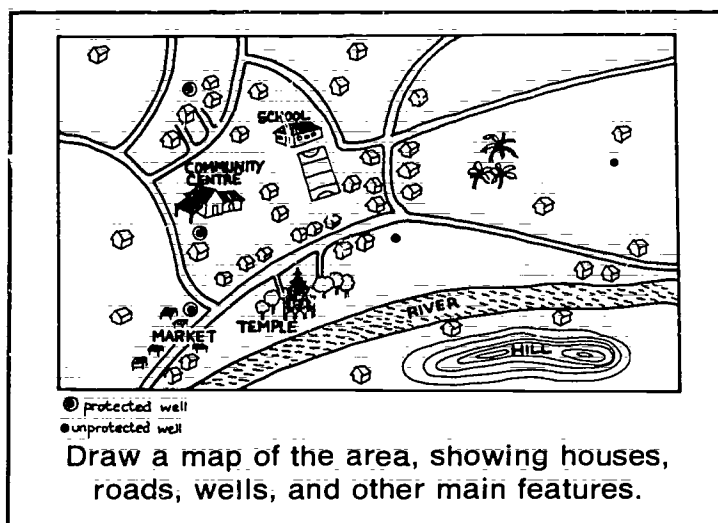 SCHOOL
COMMUNITY
CENTRE
RIVER
MARKET
TEMPLE
HILL
protected well
unprotected well
Draw a map of the area, showing houses,
roads, wells, and other main features.